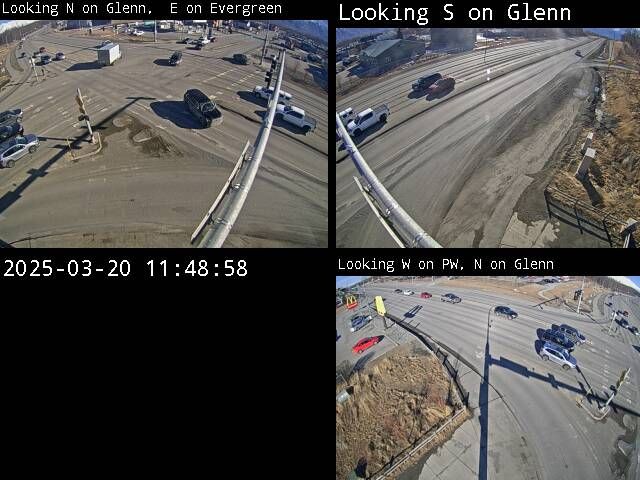 Looking N on Glenn,  E on Evergreen
Looking S on Glenn
2025-03-20 11:48:58
Looking W on PW, N on Glenn